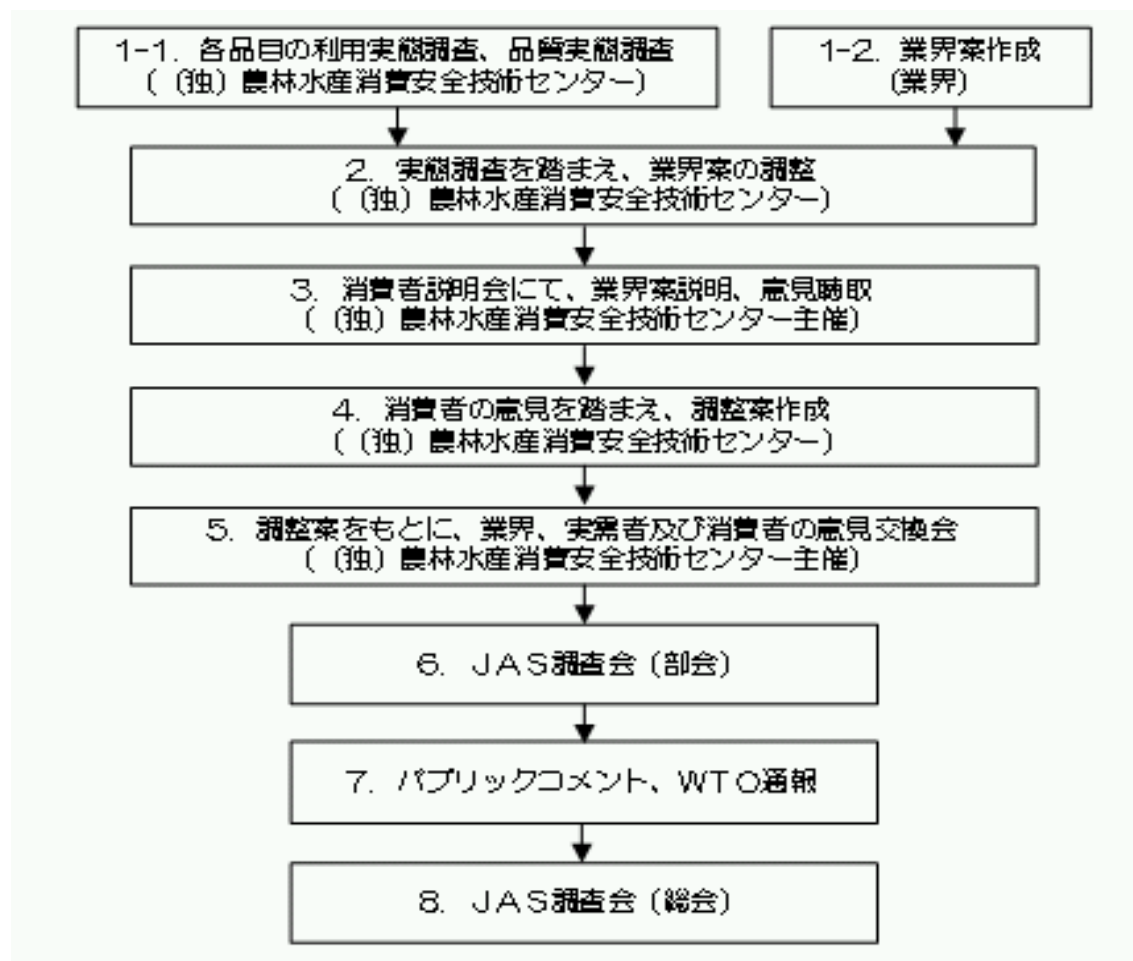 1-1. 各品目の利用実態調査、品質実態調査
( (独) 農林水産消費安全技術センター)
1-2. 業界案作成
(業界)
2. 実態調査を踏まえ、業界案の調整
( (独) 農林水産消費安全技術センター)
3. 消費者説明会にて、業界案説明、意見聴取
( (独) 農林水産消費安全技術センター主催)
4. 消費者の意見を踏まえ、調整案作成
( (独) 農林水産消費安全技術センター)
5. 調整案をもとに、業界、実需者及び消費者の意見交換会
( (独) 農林水産消費安全技術センター主催)
6. JAS調査会 (部会)
7. パブリックコメント、WTO通報
8. JAS調査会 (総会)